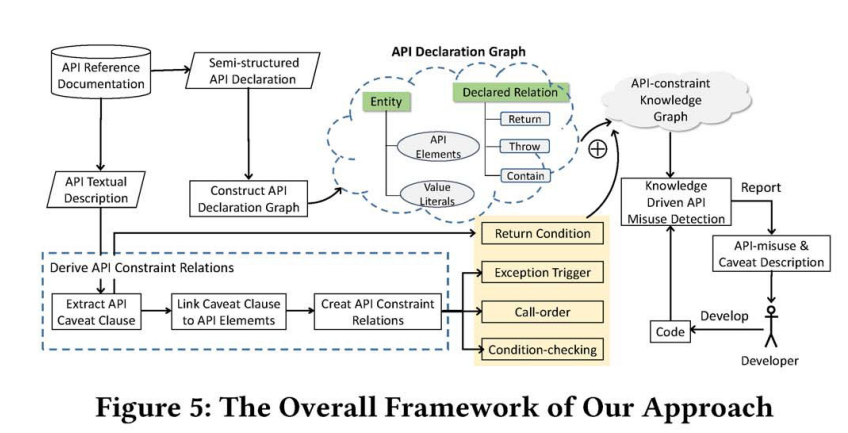 API Reference
Documentation
Semi-structured
API Declaration
API Declaration Graph
Entity
Declared Relation
Return
API
Elements
Throw
Value
Literals
Contain
API-constraint
Knowledge
Graph
API Textual
Description
Construct API
Declaration Graph
Knowledge
Driven API
Misuse Detection
Report
API-misuse &
Caveat Description
Return Condition
Derive API Constraint Relations
Exception Trigger
Extract API
Caveat Clause
Link Caveat Clause
to API Elememts
Creat API Constraint
Relations
Call-order
Condition-checking
Code
Develop
Developer
Figure 5: The Overall Framework of Our Approach